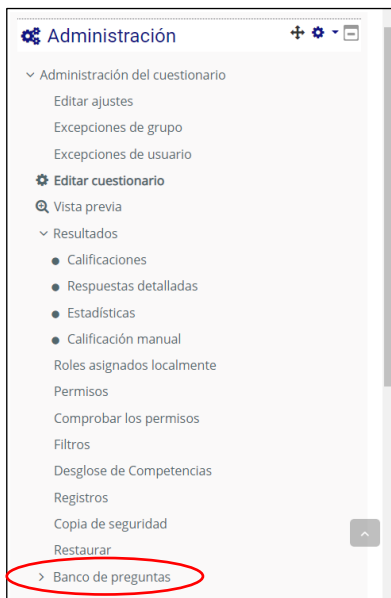 Administración
Administración del cuestionario
Editar ajustes
Excepciones de grupo
Excepciones de usuario
Editar cuestionario
Vista previa
Resultados
Calificaciones
Respuestas detalladas
Estadísticas
Calificación manual
Roles asignados localmente
Permisos
Comprobar los permisos
Filtros
Desglose de Competencias
Registros
Copia de seguridad
Restaurar
Banco de preguntas